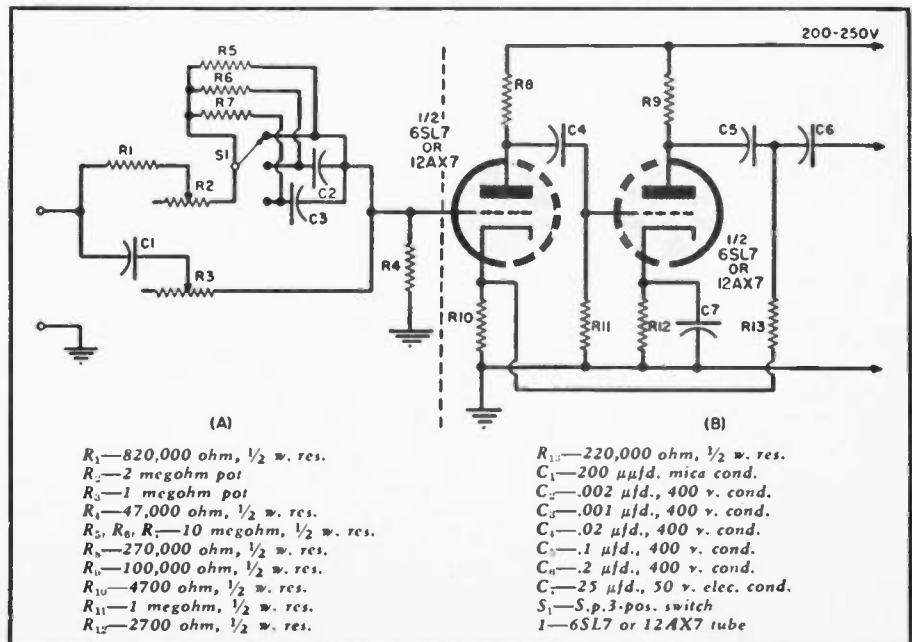 200-250V
R5
R6
R7
R8
R9
1/2
6SL7
OR
12AX7
C4
C5
C6
S1
R1
R2
C2
C3
C1
R3
R4
1/2
6SL7
OR
12AX7
R10
R11
R12
C7
R13
(A)
(B)
R₁—820,000 ohm, ½ w. res.
R₂—2 megohm pot
R₃—1 megohm pot
R₄—47,000 ohm, ½ w. res.
R₅, R₆, R₇—10 megohm, ½ w. res.
R₈—270,000 ohm, ½ w. res.
R₉—100,000 ohm, ½ w. res.
R₁₀—4700 ohm, ½ w. res.
R₁₁—1 megohm, ½ w. res.
R₁₂—2700 ohm, ½ w. res.
R₁₃—220,000 ohm, ½ w. res.
C₁—200 μμfd. mica cond.
C₂—.002 μfd., 400 v. cond.
C₃—.001 μfd., 400 v. cond.
C₄—.02 μfd., 400 v. cond.
C₅—.1 μfd., 400 v. cond.
C₆—.2 μfd., 400 v. cond.
C₇—25 μfd., 50 v. elec. cond.
S₁—S.p.3-pos. switch
1—6SL7 or 12AX7 tube